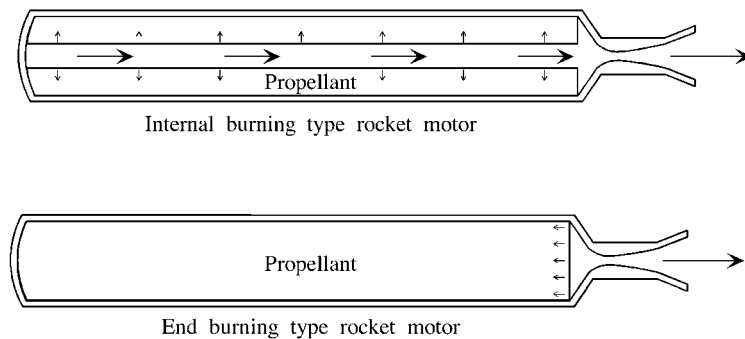 Propellant
Internal burning type rocket motor
Propellant
End burning type rocket motor